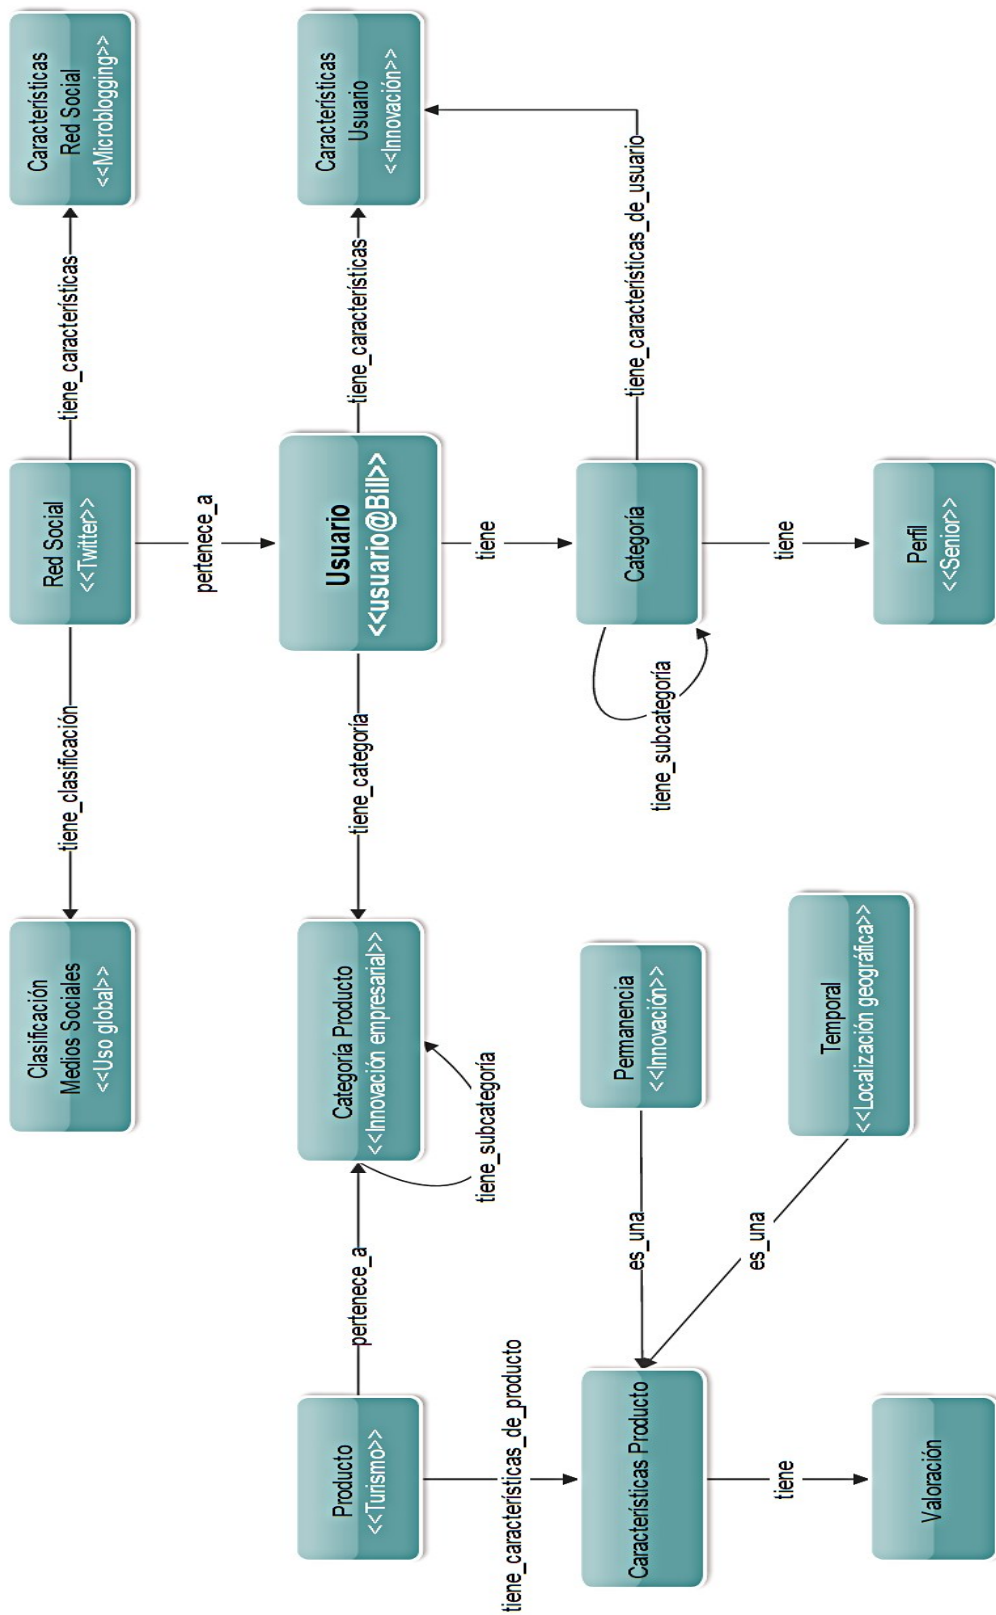 Clasificación
Medios Sociales
<<Uso global>>
tiene_clasificación
Red Social
<<Twitter>>
tiene_características
Características
Red Social
<<Microblogging>>
pertenece_a
Producto
<<Turismo>>
pertenece_a
Categoría Producto
<<Innovación empresarial>>
tiene_categoría
Usuario
<<usuario@Bill>>
tiene_características
Características
Usuario
<<Innovación>>
tiene_subcategoría
tiene_características_de_producto
tiene
Características Producto
es_una
Permanencia
<<Innovación>>
tiene_subcategoría
Categoría
tiene_características_de_usuario
es_una
tiene
tiene
Valoración
Temporal
<<Localización geográfica>>
Perfil
<<Senior>>